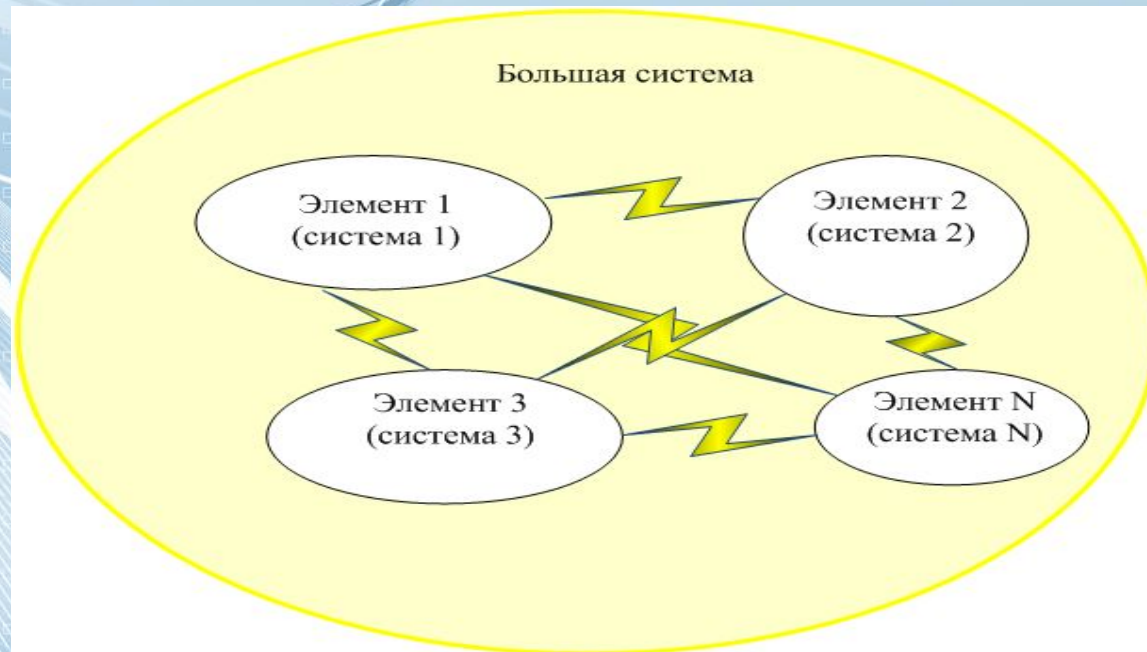 Большая система
Элемент 1
(система 1)
Элемент 2
(система 2)
Элемент 3
(система 3)
Элемент N
(система N)